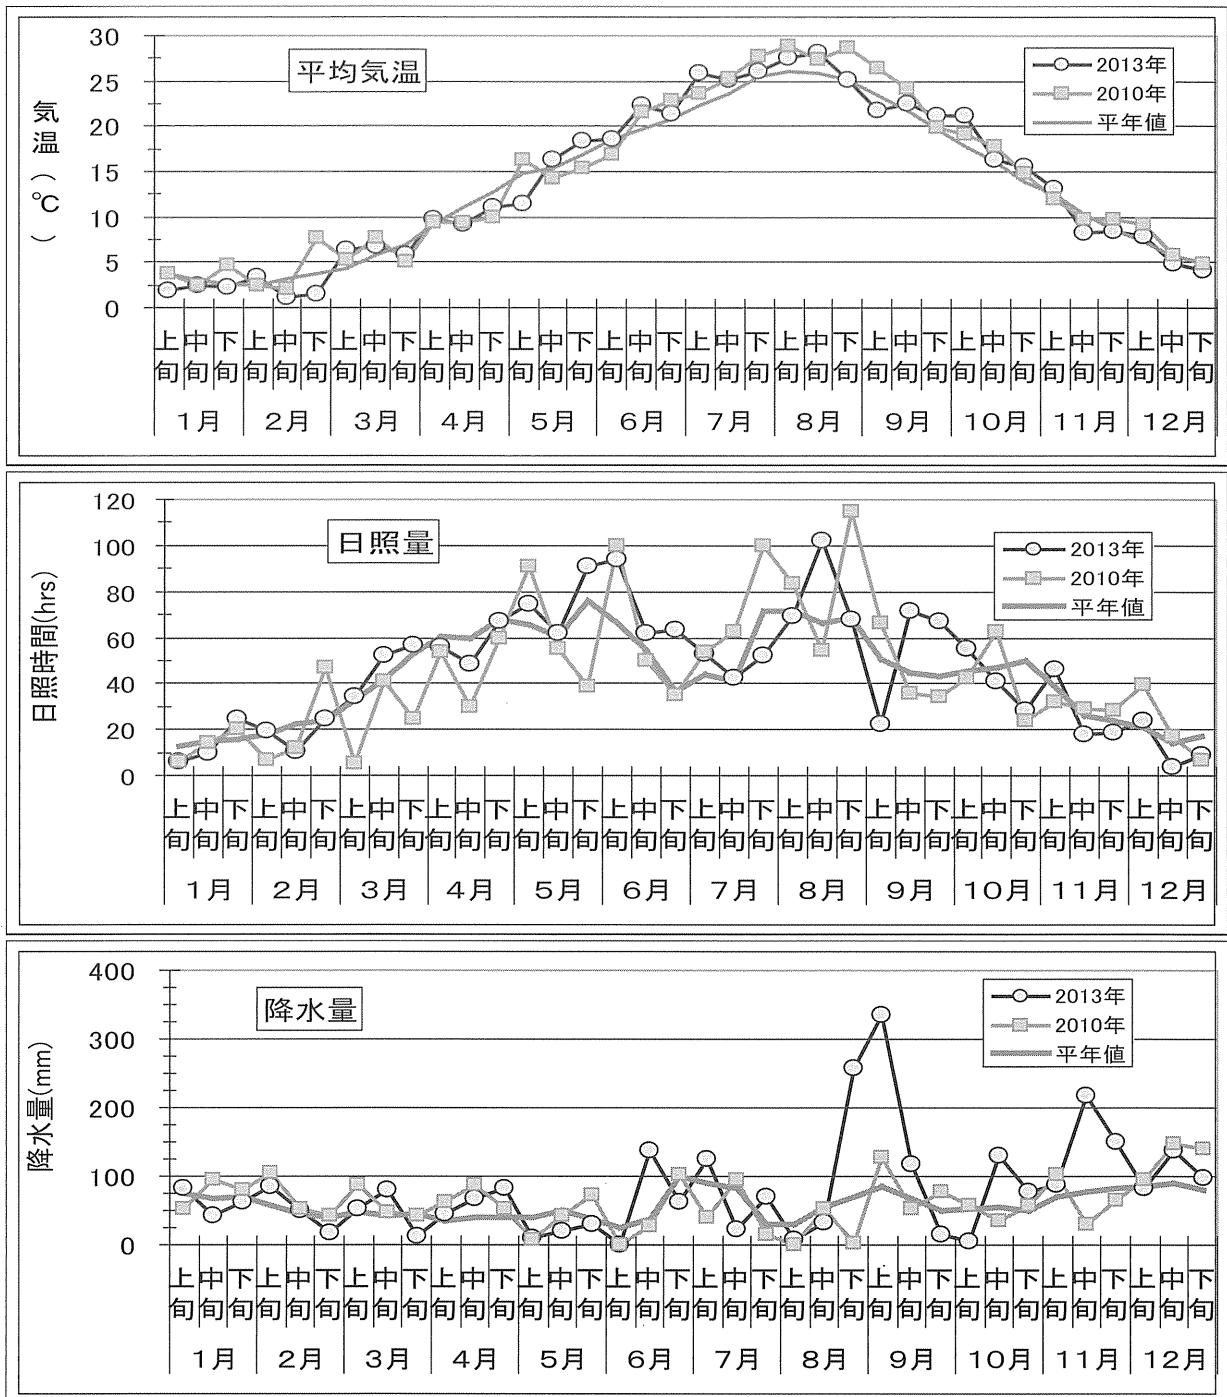 平均気温
気温(℃)
30
25
20
15
10
5
0
2013年
2010年
平年値
上旬 中旬 下旬 上旬 中旬 下旬 上旬 中旬 下旬 上旬 中旬 下旬 上旬 中旬 下旬 上旬 中旬 下旬 上旬 中旬 下旬 上旬 中旬 下旬 上旬 中旬 下旬 上旬 中旬 下旬 上旬 中旬 下旬 上旬 中旬 下旬
1月 2月 3月 4月 5月 6月 7月 8月 9月 10月 11月 12月
日照量
日照時間(hrs)
120
100
80
60
40
20
0
2013年
2010年
平年値
上旬 中旬 下旬 上旬 中旬 下旬 上旬 中旬 下旬 上旬 中旬 下旬 上旬 中旬 下旬 上旬 中旬 下旬 上旬 中旬 下旬 上旬 中旬 下旬 上旬 中旬 下旬 上旬 中旬 下旬 上旬 中旬 下旬 上旬 中旬 下旬
1月 2月 3月 4月 5月 6月 7月 8月 9月 10月 11月 12月
降水量
降水量(mm)
400
300
200
100
0
2013年
2010年
平年値
上旬 中旬 下旬 上旬 中旬 下旬 上旬 中旬 下旬 上旬 中旬 下旬 上旬 中旬 下旬 上旬 中旬 下旬 上旬 中旬 下旬 上旬 中旬 下旬 上旬 中旬 下旬 上旬 中旬 下旬 上旬 中旬 下旬 上旬 中旬 下旬
1月 2月 3月 4月 5月 6月 7月 8月 9月 10月 11月 12月